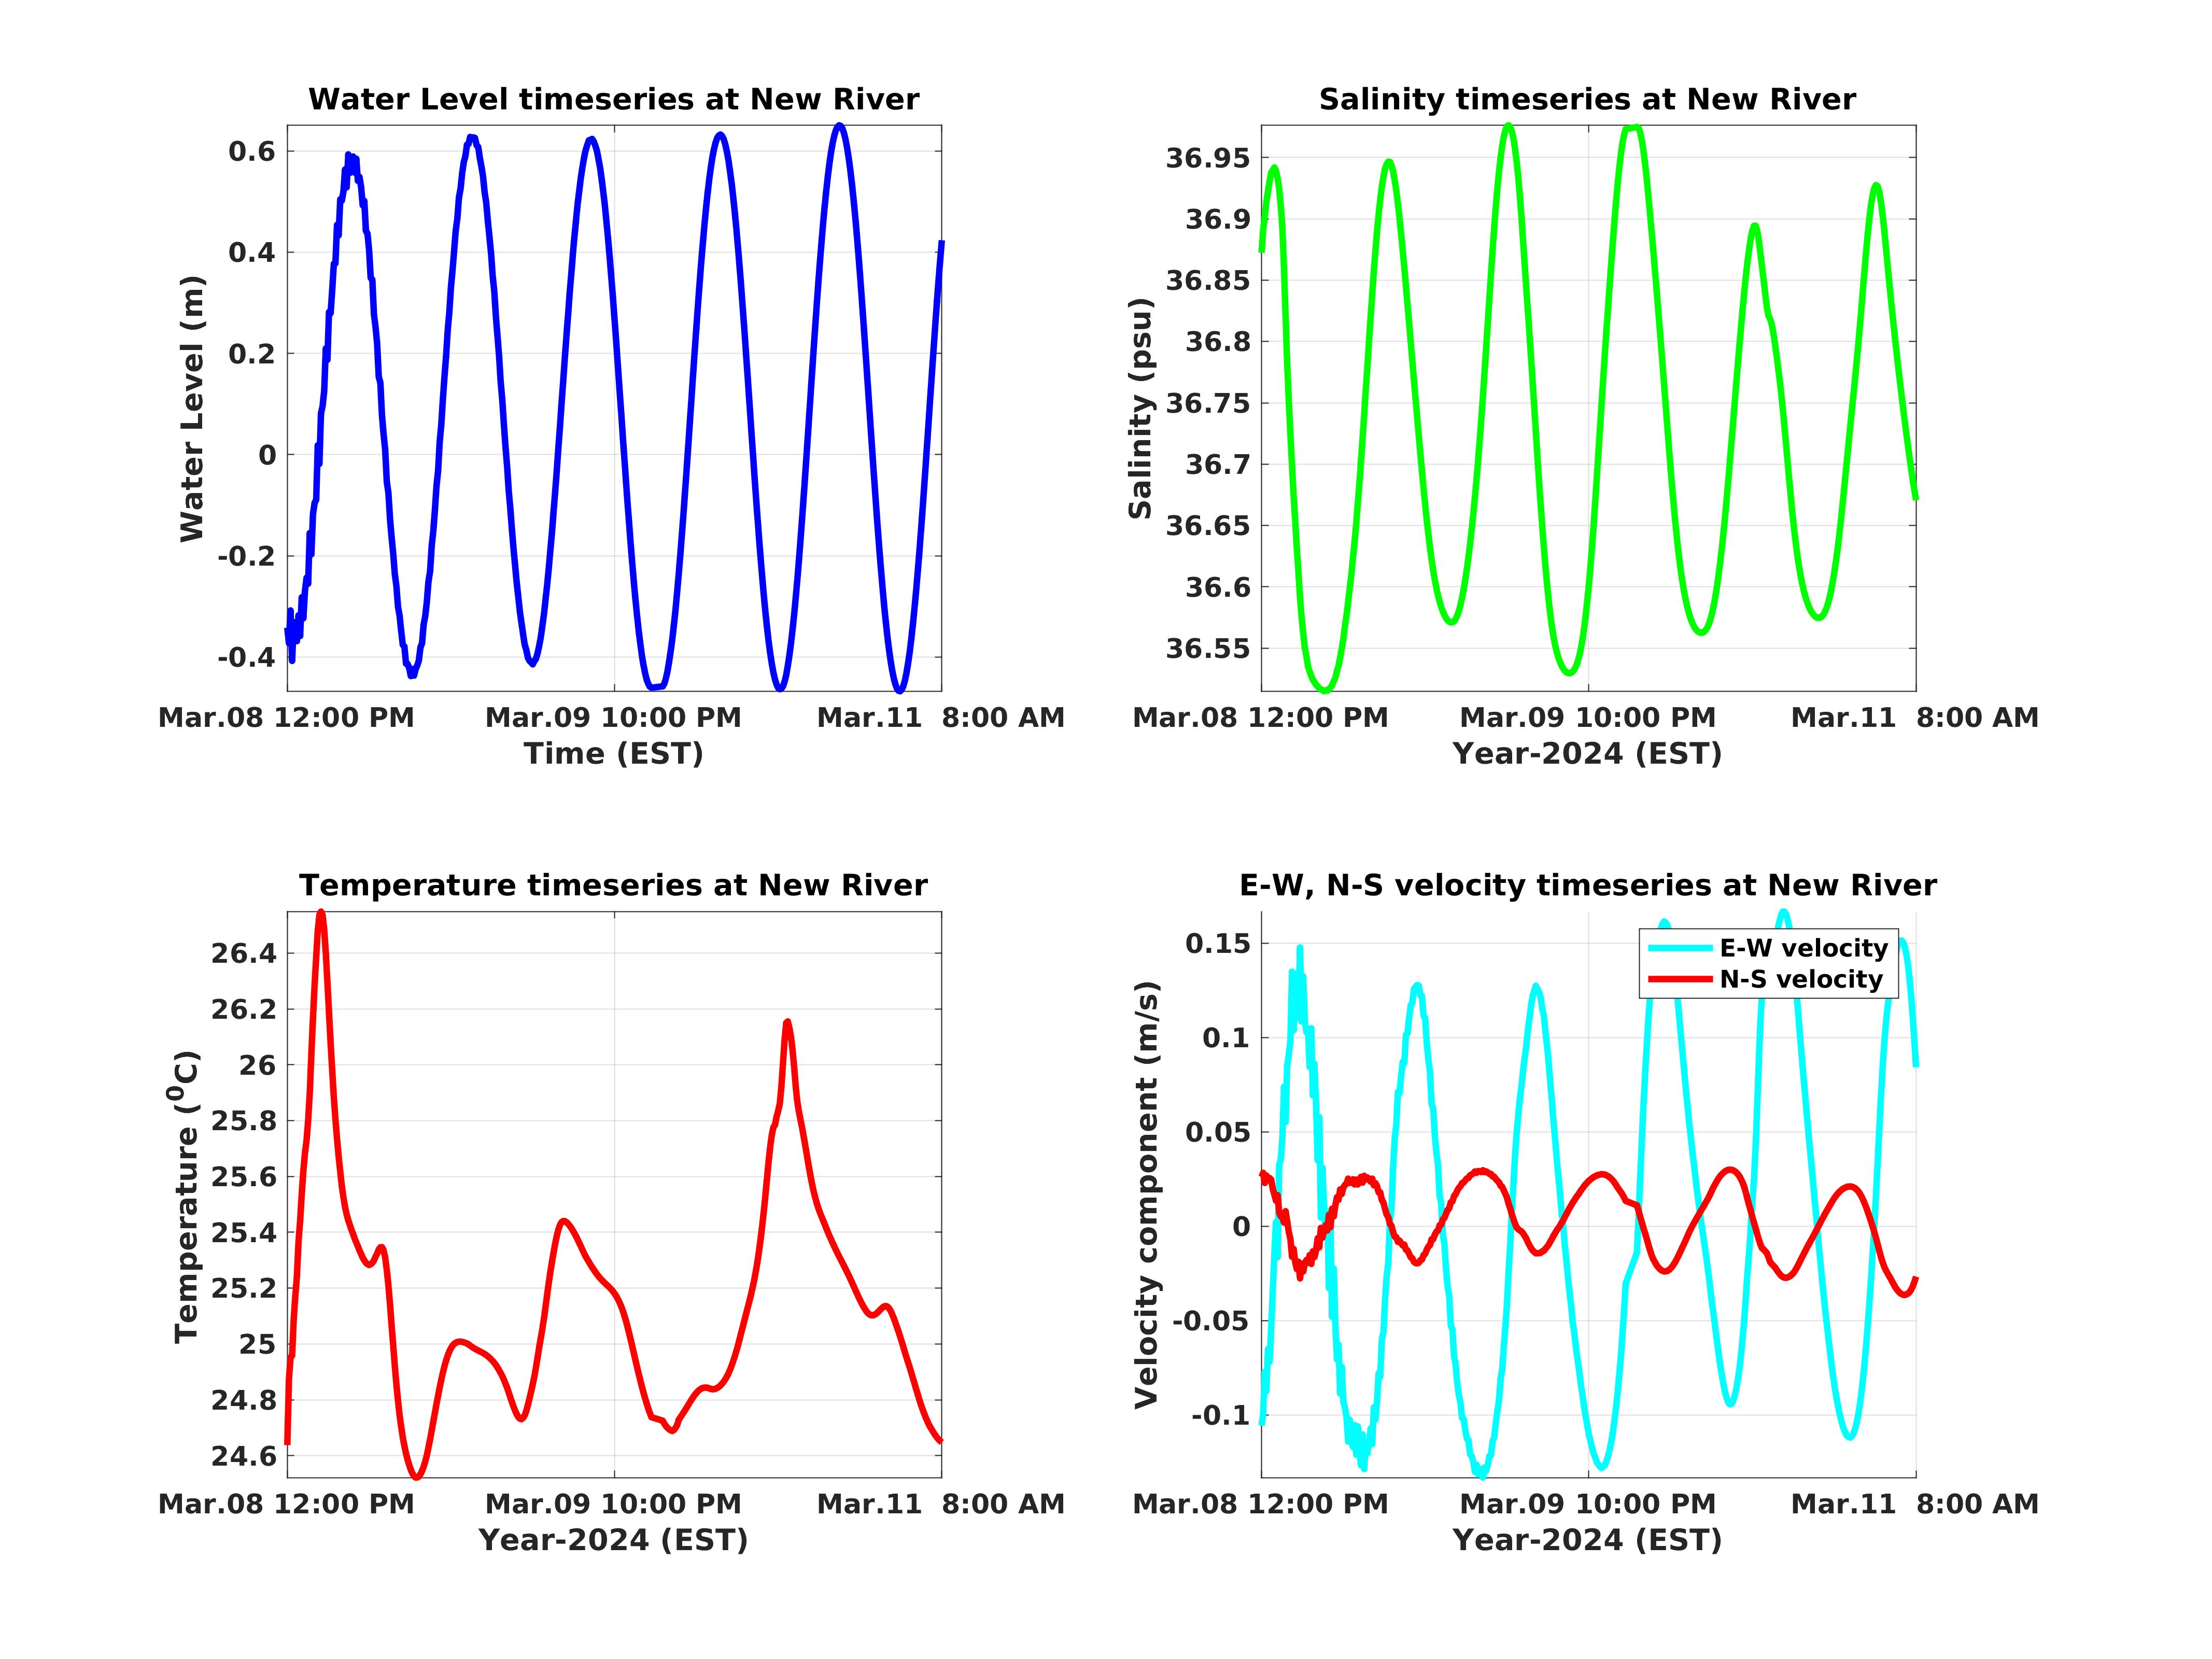 Water Level timeseries at New River
Water Level (m)
0.6
0.4
0.2
0
-0.2
-0.4
Mar.08 12:00 PM
Mar.09 10:00 PM
Mar.11 8:00 AM
Time (EST)
Salinity timeseries at New River
Salinity (psu)
36.95
36.9
36.85
36.8
36.75
36.7
36.65
36.6
36.55
Mar.08 12:00 PM
Mar.09 10:00 PM
Mar.11 8:00 AM
Year-2024 (EST)
Temperature timeseries at New River
Temperature (⁰C)
26.4
26.2
26
25.8
25.6
25.4
25.2
25
24.8
24.6
Mar.08 12:00 PM
Mar.09 10:00 PM
Mar.11 8:00 AM
Year-2024 (EST)
E-W, N-S velocity timeseries at New River
Velocity component (m/s)
0.15
0.1
0.05
0
-0.05
-0.1
E-W velocity
N-S velocity
Mar.08 12:00 PM
Mar.09 10:00 PM
Mar.11 8:00 AM
Year-2024 (EST)